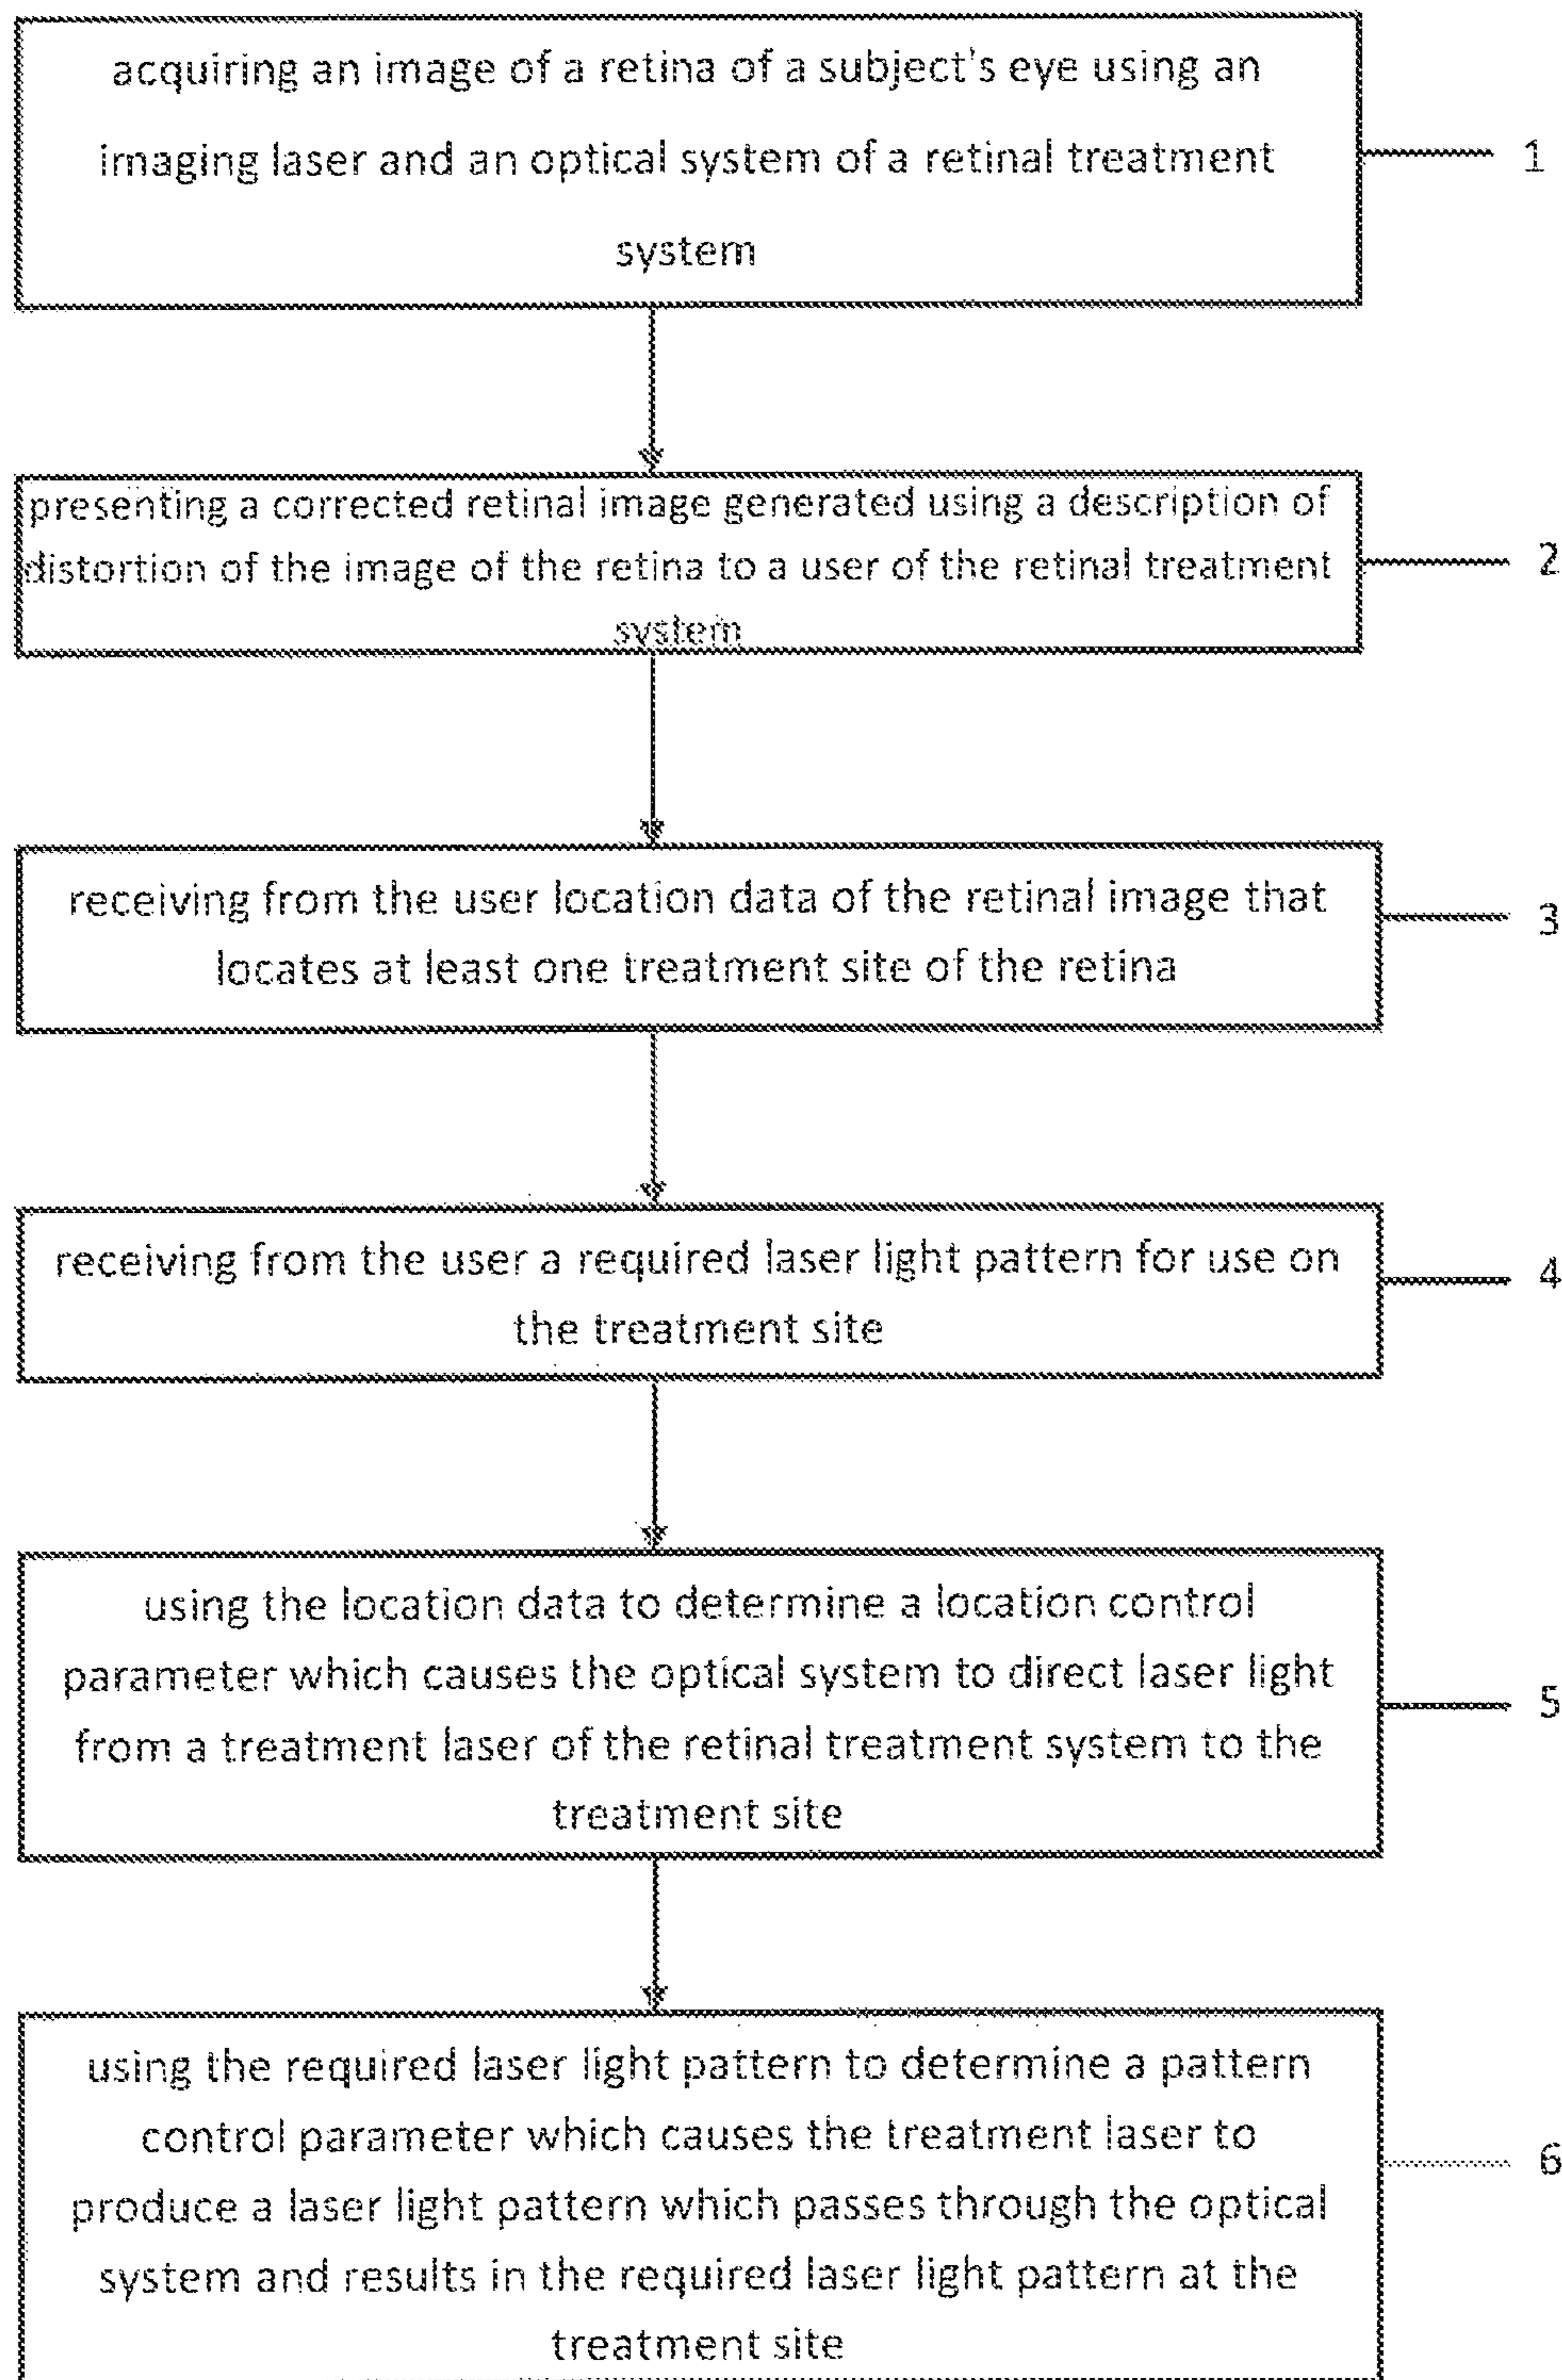 acquiring an image of a retina of a subject's eye using an
imaging laser and an optical system of a retinal treatment
system
1
presenting a corrected retinal image generated using a description of
distortion of the image of the retina to a user of the retinal treatment
system
2
receiving from the user location data of the retinal image that
locates at least one treatment site of the retina
3
receiving from the user a required laser light pattern for use on
the treatment site
4
using the location data to determine a location control
parameter which causes the optical system to direct laser light
from a treatment laser of the retinal treatment system to the
treatment site
5
using the required laser light pattern to determine a pattern
control parameter which causes the treatment laser to
produce a laser light pattern which passes through the optical
system and results in the required laser light pattern at the
treatment site
6